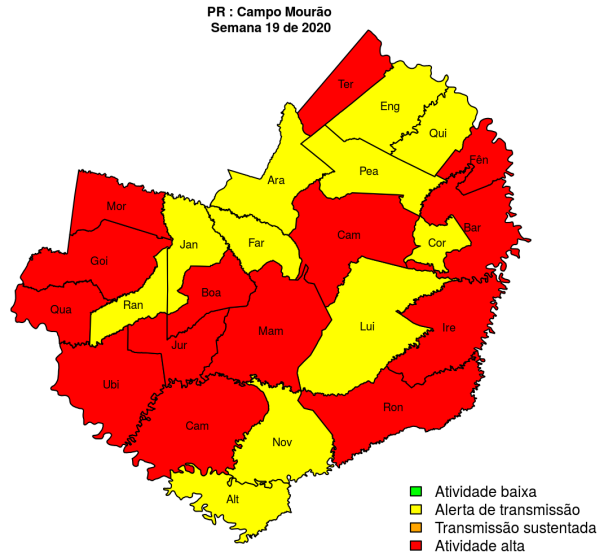 PR : Campo Mourão
Semana 19 de 2020
Ter
Eng
Qui
Fên
Pea
Ara
Mor
Bar
Cam
Jan
Far
Cor
Goi
Boa
Ran
Qua
Lui
Ire
Mam
Jur
Ubi
Ron
Cam
Nov
Alt
Atividade baixa
Alerta de transmissão
Transmissão sustentada
Atividade alta